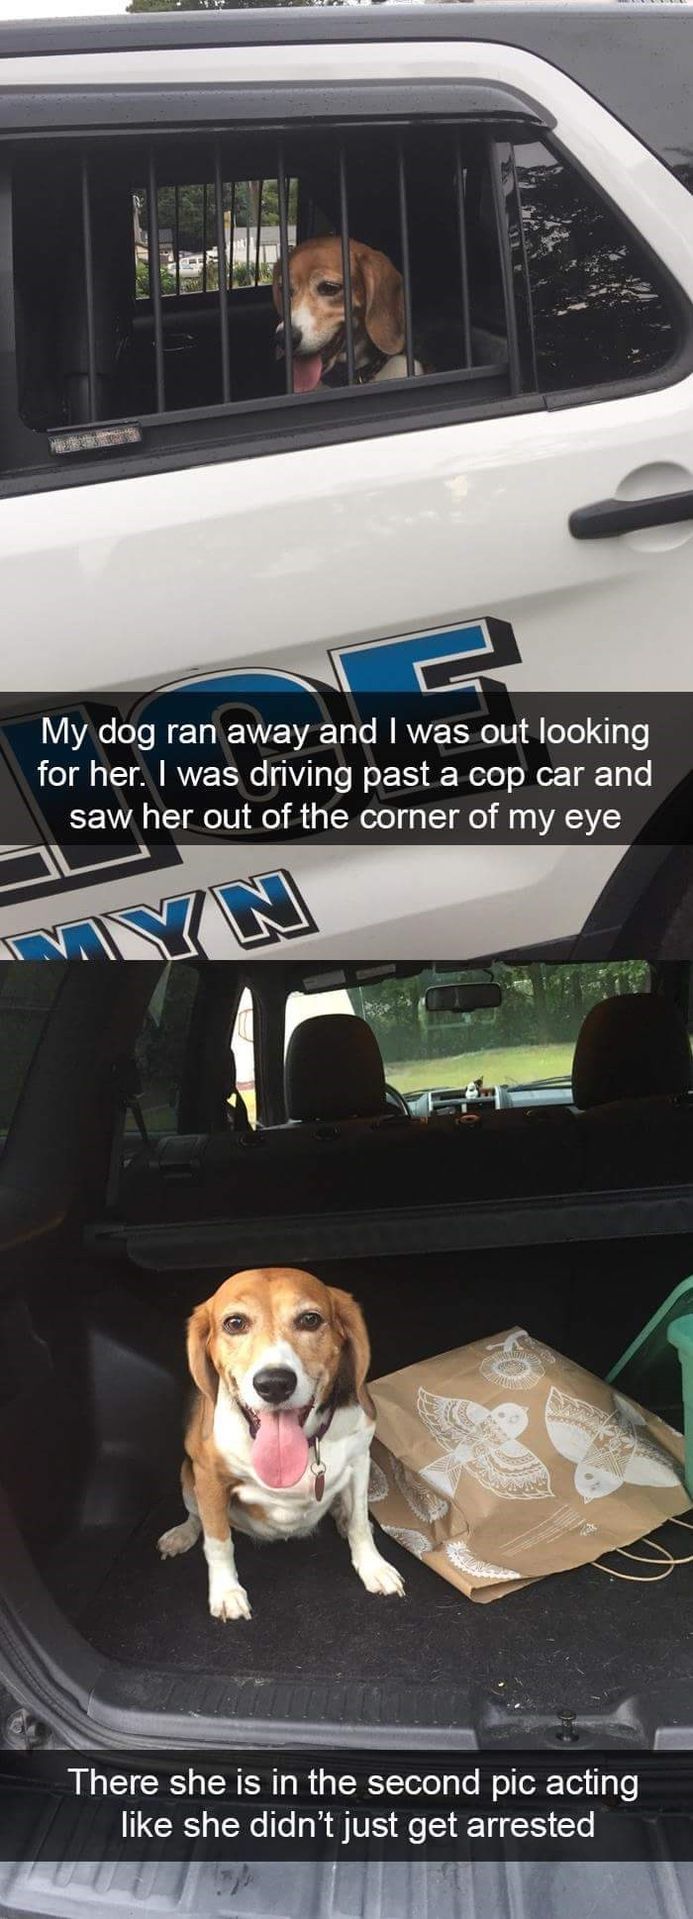 ICE
MYN
My dog ran away and I was out looking
for her. I was driving past a cop car and
saw her out of the corner of my eye
There she is in the second pic acting
like she didn't just get arrested